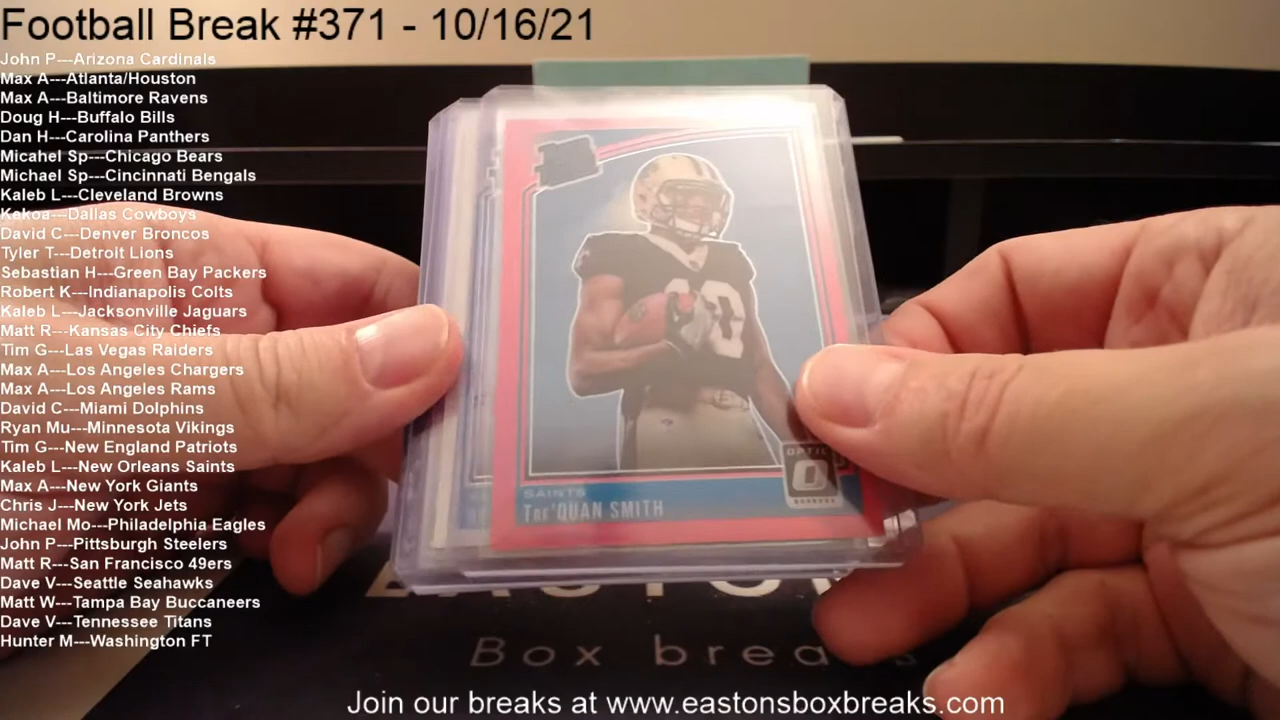 Football Break #371 - 10/16/21
John P---Arizona Cardinals
Max A---Atlanta/Houston
Max A---Baltimore Ravens
Doug H---Buffalo Bills
Dan H---Carolina Panthers
Micahel Sp---Chicago Bears
Michael Sp---Cincinnati Bengals
Kaleb L---Cleveland Browns
Kekoa---Dallas Cowboys
David C---Denver Broncos
Tyler T---Detroit Lions
Sebastian H---Green Bay Packers
Robert K---Indianapolis Colts
Kaleb L---Jacksonville Jaguars
Matt R---Kansas City Chiefs
Tim G---Las Vegas Raiders
Max A---Los Angeles Chargers
Max A---Los Angeles Rams
David C---Miami Dolphins
Ryan Mu---Minnesota Vikings
Tim G---New England Patriots
Kaleb L---New Orleans Saints
Max A---New York Giants
Chris J---New York Jets
Michael Mo---Philadelphia Eagles
John P---Pittsburgh Steelers
Matt R---San Francisco 49ers
Dave V---Seattle Seahawks
Matt W---Tampa Bay Buccaneers
Dave V---Tennessee Titans
Hunter M---Washington FT
10
OPTIC
SAINTS
TRE'QUAN SMITH
Box
Join our breaks at www.eastonsboxbreaks.com